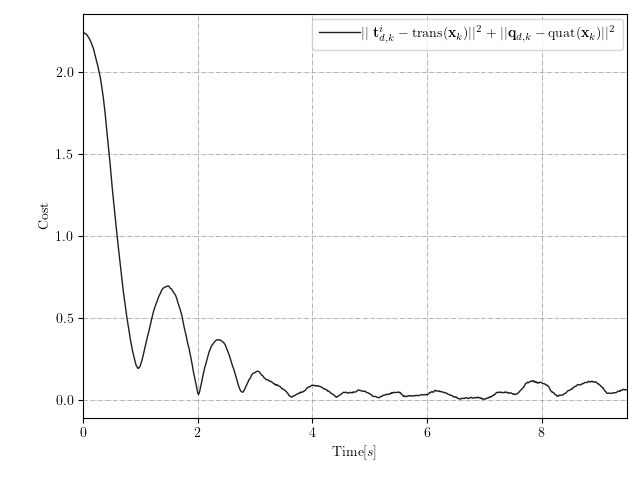 || t^i_{d,k} − trans(x_k)||^2 + ||q_{d,k} − quat(x_k)||^2
2.0
1.5
1.0
0.5
0.0
Cost
0 2 4 6 8
Time[s]